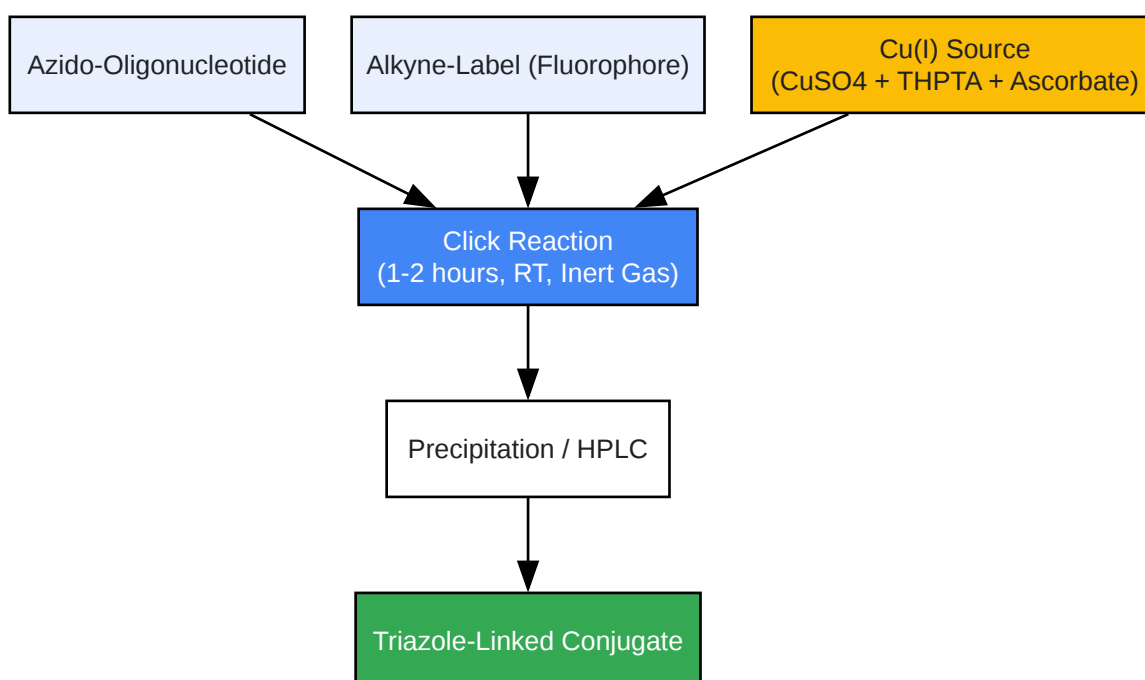 Azido-Oligonucleotide
Alkyne-Label (Fluorophore)
Cu(I) Source
(CuSO4 + THPTA + Ascorbate)
Click Reaction
(1-2 hours, RT, Inert Gas)
Precipitation / HPLC
Triazole-Linked Conjugate